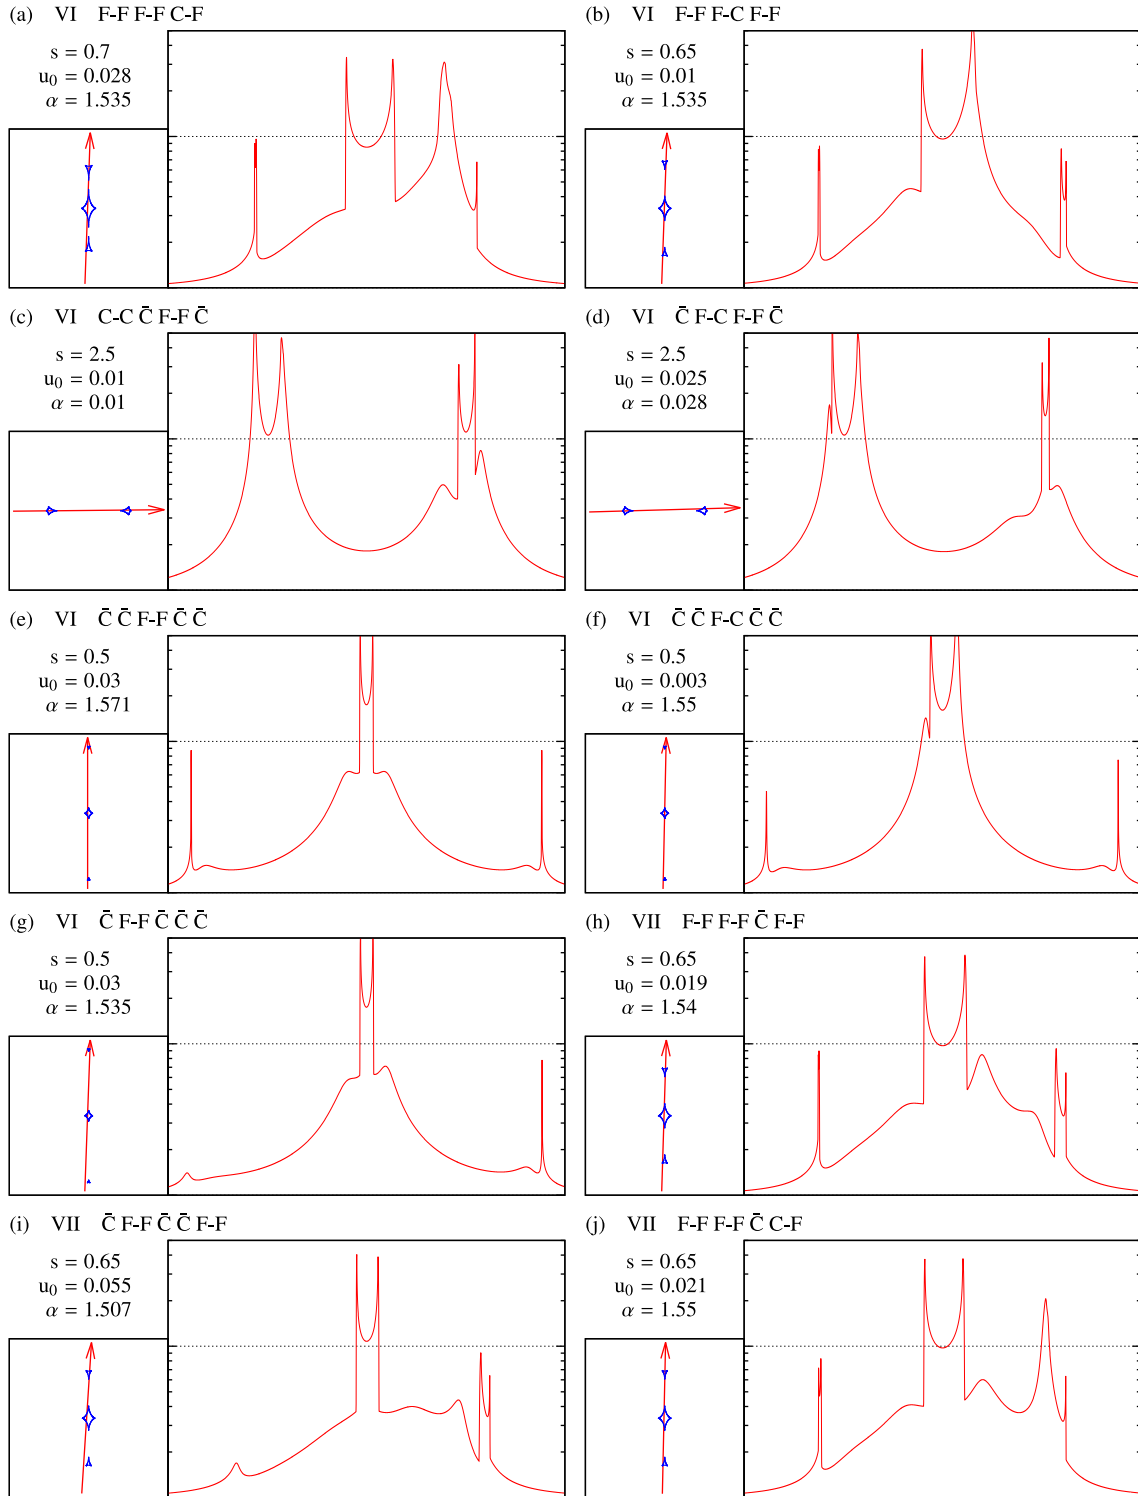 (a) VI F-F F-F C-F
s = 0.7
u₀ = 0.028
α = 1.535
(b) VI F-F F-C F-F
s = 0.65
u₀ = 0.01
α = 1.535
(c) VI C-C C̄ F-F C̄
s = 2.5
u₀ = 0.01
α = 0.01
(d) VI C̄ F-C F-F C̄
s = 2.5
u₀ = 0.025
α = 0.028
(e) VI C̄ C̄ F-F C̄ C̄
s = 0.5
u₀ = 0.03
α = 1.571
(f) VI C̄ C̄ F-C C̄ C̄
s = 0.5
u₀ = 0.003
α = 1.55
(g) VI C̄ F-F C̄ C̄ C̄
s = 0.5
u₀ = 0.03
α = 1.535
(h) VII F-F F-F C̄ F-F
s = 0.65
u₀ = 0.019
α = 1.54
(i) VII C̄ F-F C̄ C̄ F-F
s = 0.65
u₀ = 0.055
α = 1.507
(j) VII F-F F-F C̄ C-F
s = 0.65
u₀ = 0.021
α = 1.55